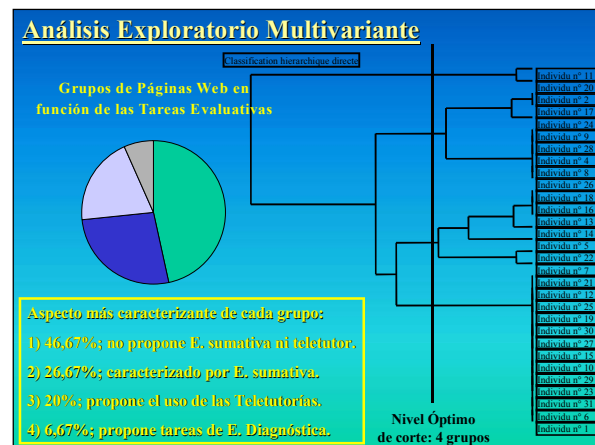 Análisis Exploratorio Multivariante
Classification hierarchique directe
Grupos de Páginas Web en
función de las Tareas Evaluativas
Individu nº 11
Individu nº 20
Individu nº 2
Individu nº 17
Individu nº 24
Individu nº 9
Individu nº 28
Individu nº 4
Individu nº 8
Individu nº 26
Individu nº 18
Individu nº 16
Individu nº 13
Individu nº 14
Individu nº 5
Individu nº 22
Individu nº 7
Individu nº 21
Individu nº 12
Individu nº 25
Individu nº 19
Individu nº 30
Individu nº 27
Individu nº 15
Individu nº 10
Individu nº 29
Individu nº 23
Individu nº 31
Individu nº 6
Individu nº 1
Aspecto más caracterizante de cada grupo:
1) 46,67%; no propone E. sumativa ni teletutor.
2) 26,67%; caracterizado por E. sumativa.
3) 20%; propone el uso de las Teletutorías.
4) 6,67%; propone tareas de E. Diagnóstica.
Nivel Óptimo
de corte: 4 grupos